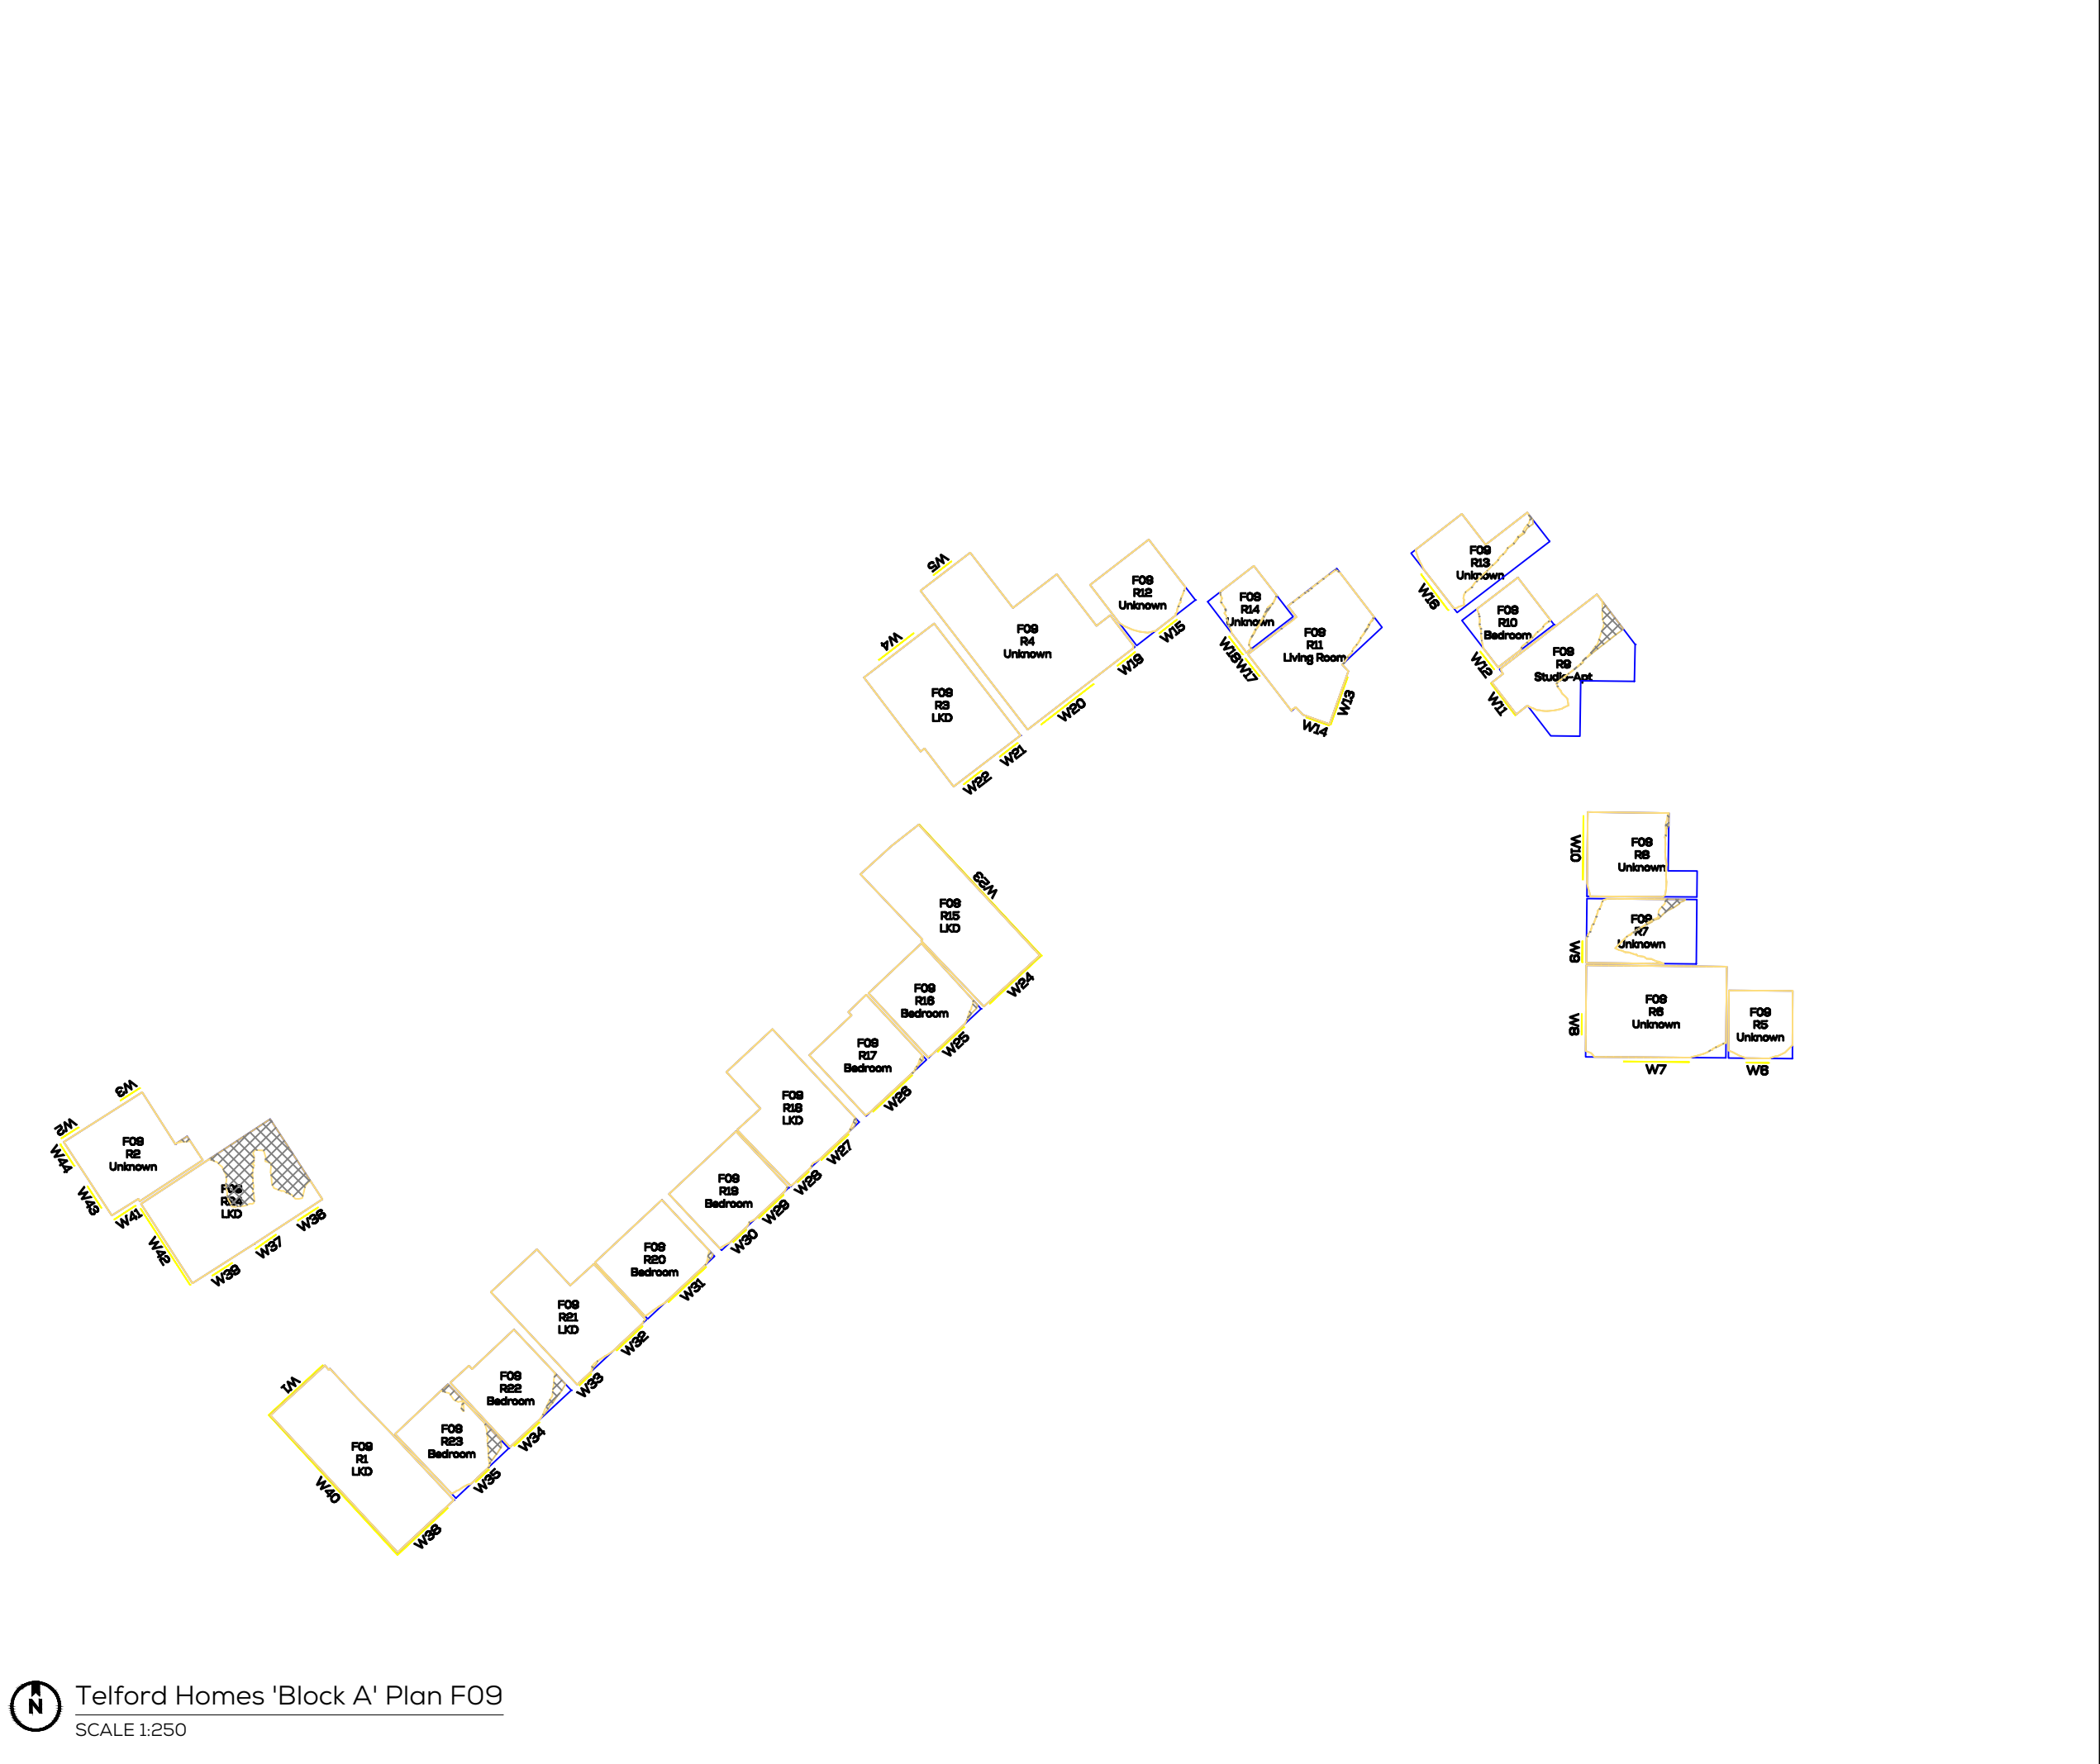 F09
R13
Unknown
W16
W5
F09
R12
Unknown
W15
F09
R14
Unknown
W18
W17
F09
R10
Bedroom
W12
F09
R4
Unknown
W19
W20
F09
R11
Living Room
W13
W14
F09
R9
Studio-Apt
W11
W4
F09
R3
LKD
W21
W22
W10
F09
R8
Unknown
W23
F09
R15
LKD
W24
F09
R7
Unknown
W9
F09
R16
Bedroom
W25
F09
R6
Unknown
W8
W7
F09
R5
Unknown
W6
F09
R17
Bedroom
W26
F09
R18
LKD
W27
W28
W3
W2
W44
F09
R2
Unknown
W43
W41
W42
LKD
W36
W37
W39
F09
R19
Bedroom
W29
W30
F09
R20
Bedroom
W31
F09
R21
LKD
W32
W33
F09
R22
Bedroom
W34
W1
F09
R23
Bedroom
W35
F09
R1
LKD
W40
W38
N
Telford Homes 'Block A' Plan F09
SCALE 1:250